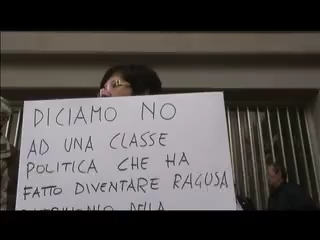 DICIAMO NO
AD UNA CLASSE
POLITICA CHE HA
FATTO DIVENTARE RAGUSA